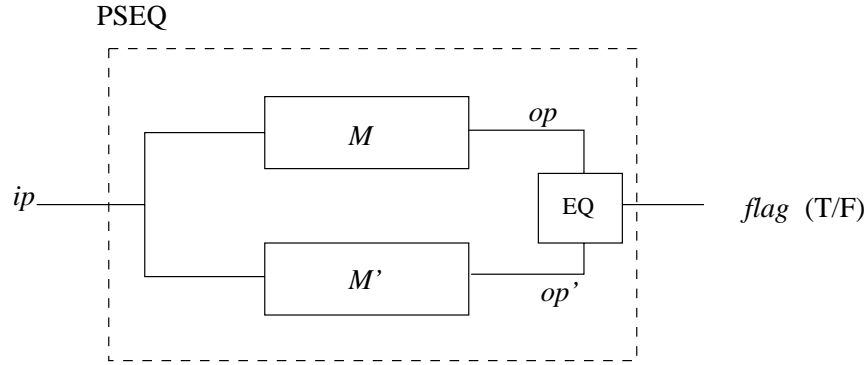 PSEQ
M
op
ip
EQ
flag (T/F)
M’
op’